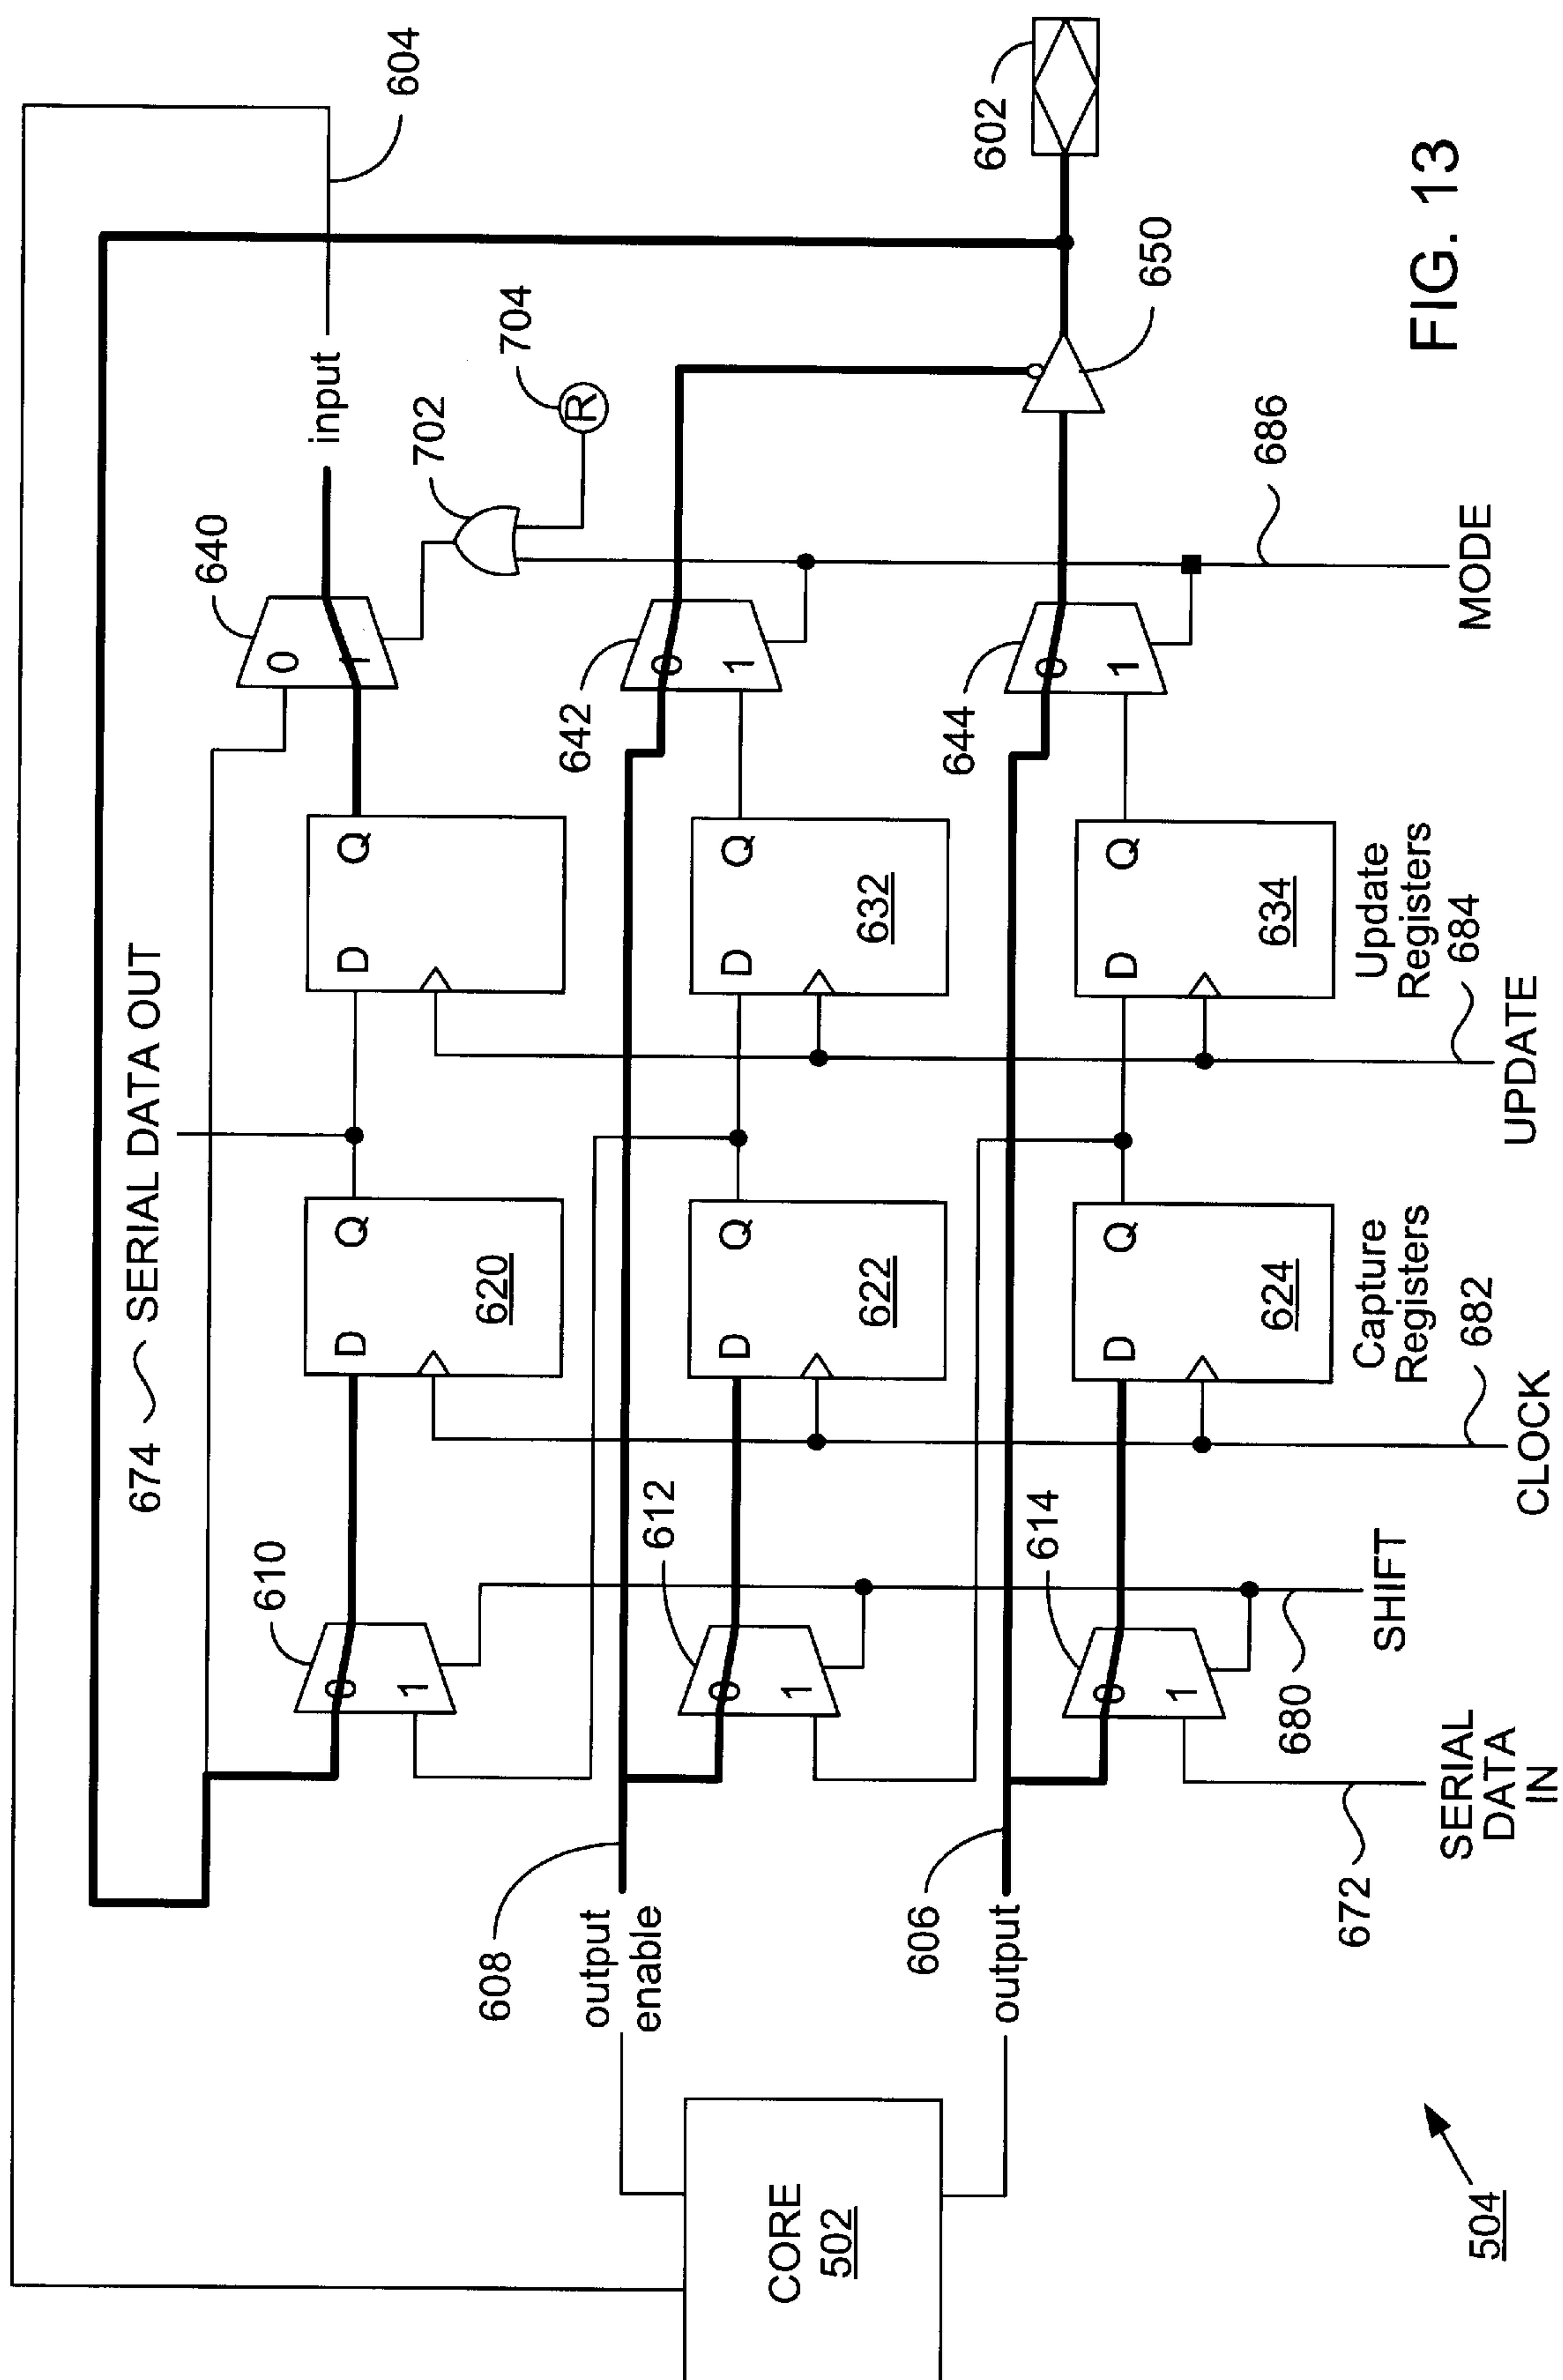 604
674 SERIAL DATA OUT
input
640
702
704
R
0
1
610
0
1
D
Q
620
D
Q
608
output
enable
612
0
1
D
Q
622
D
Q
632
642
0
1
602
650
606
output
614
0
1
D
Q
624
D
Q
634
644
0
1
CORE
502
Capture
Registers
Update
Registers
672
680
682
684
686
SERIAL
DATA
IN
SHIFT
CLOCK
UPDATE
MODE
504
FIG. 13